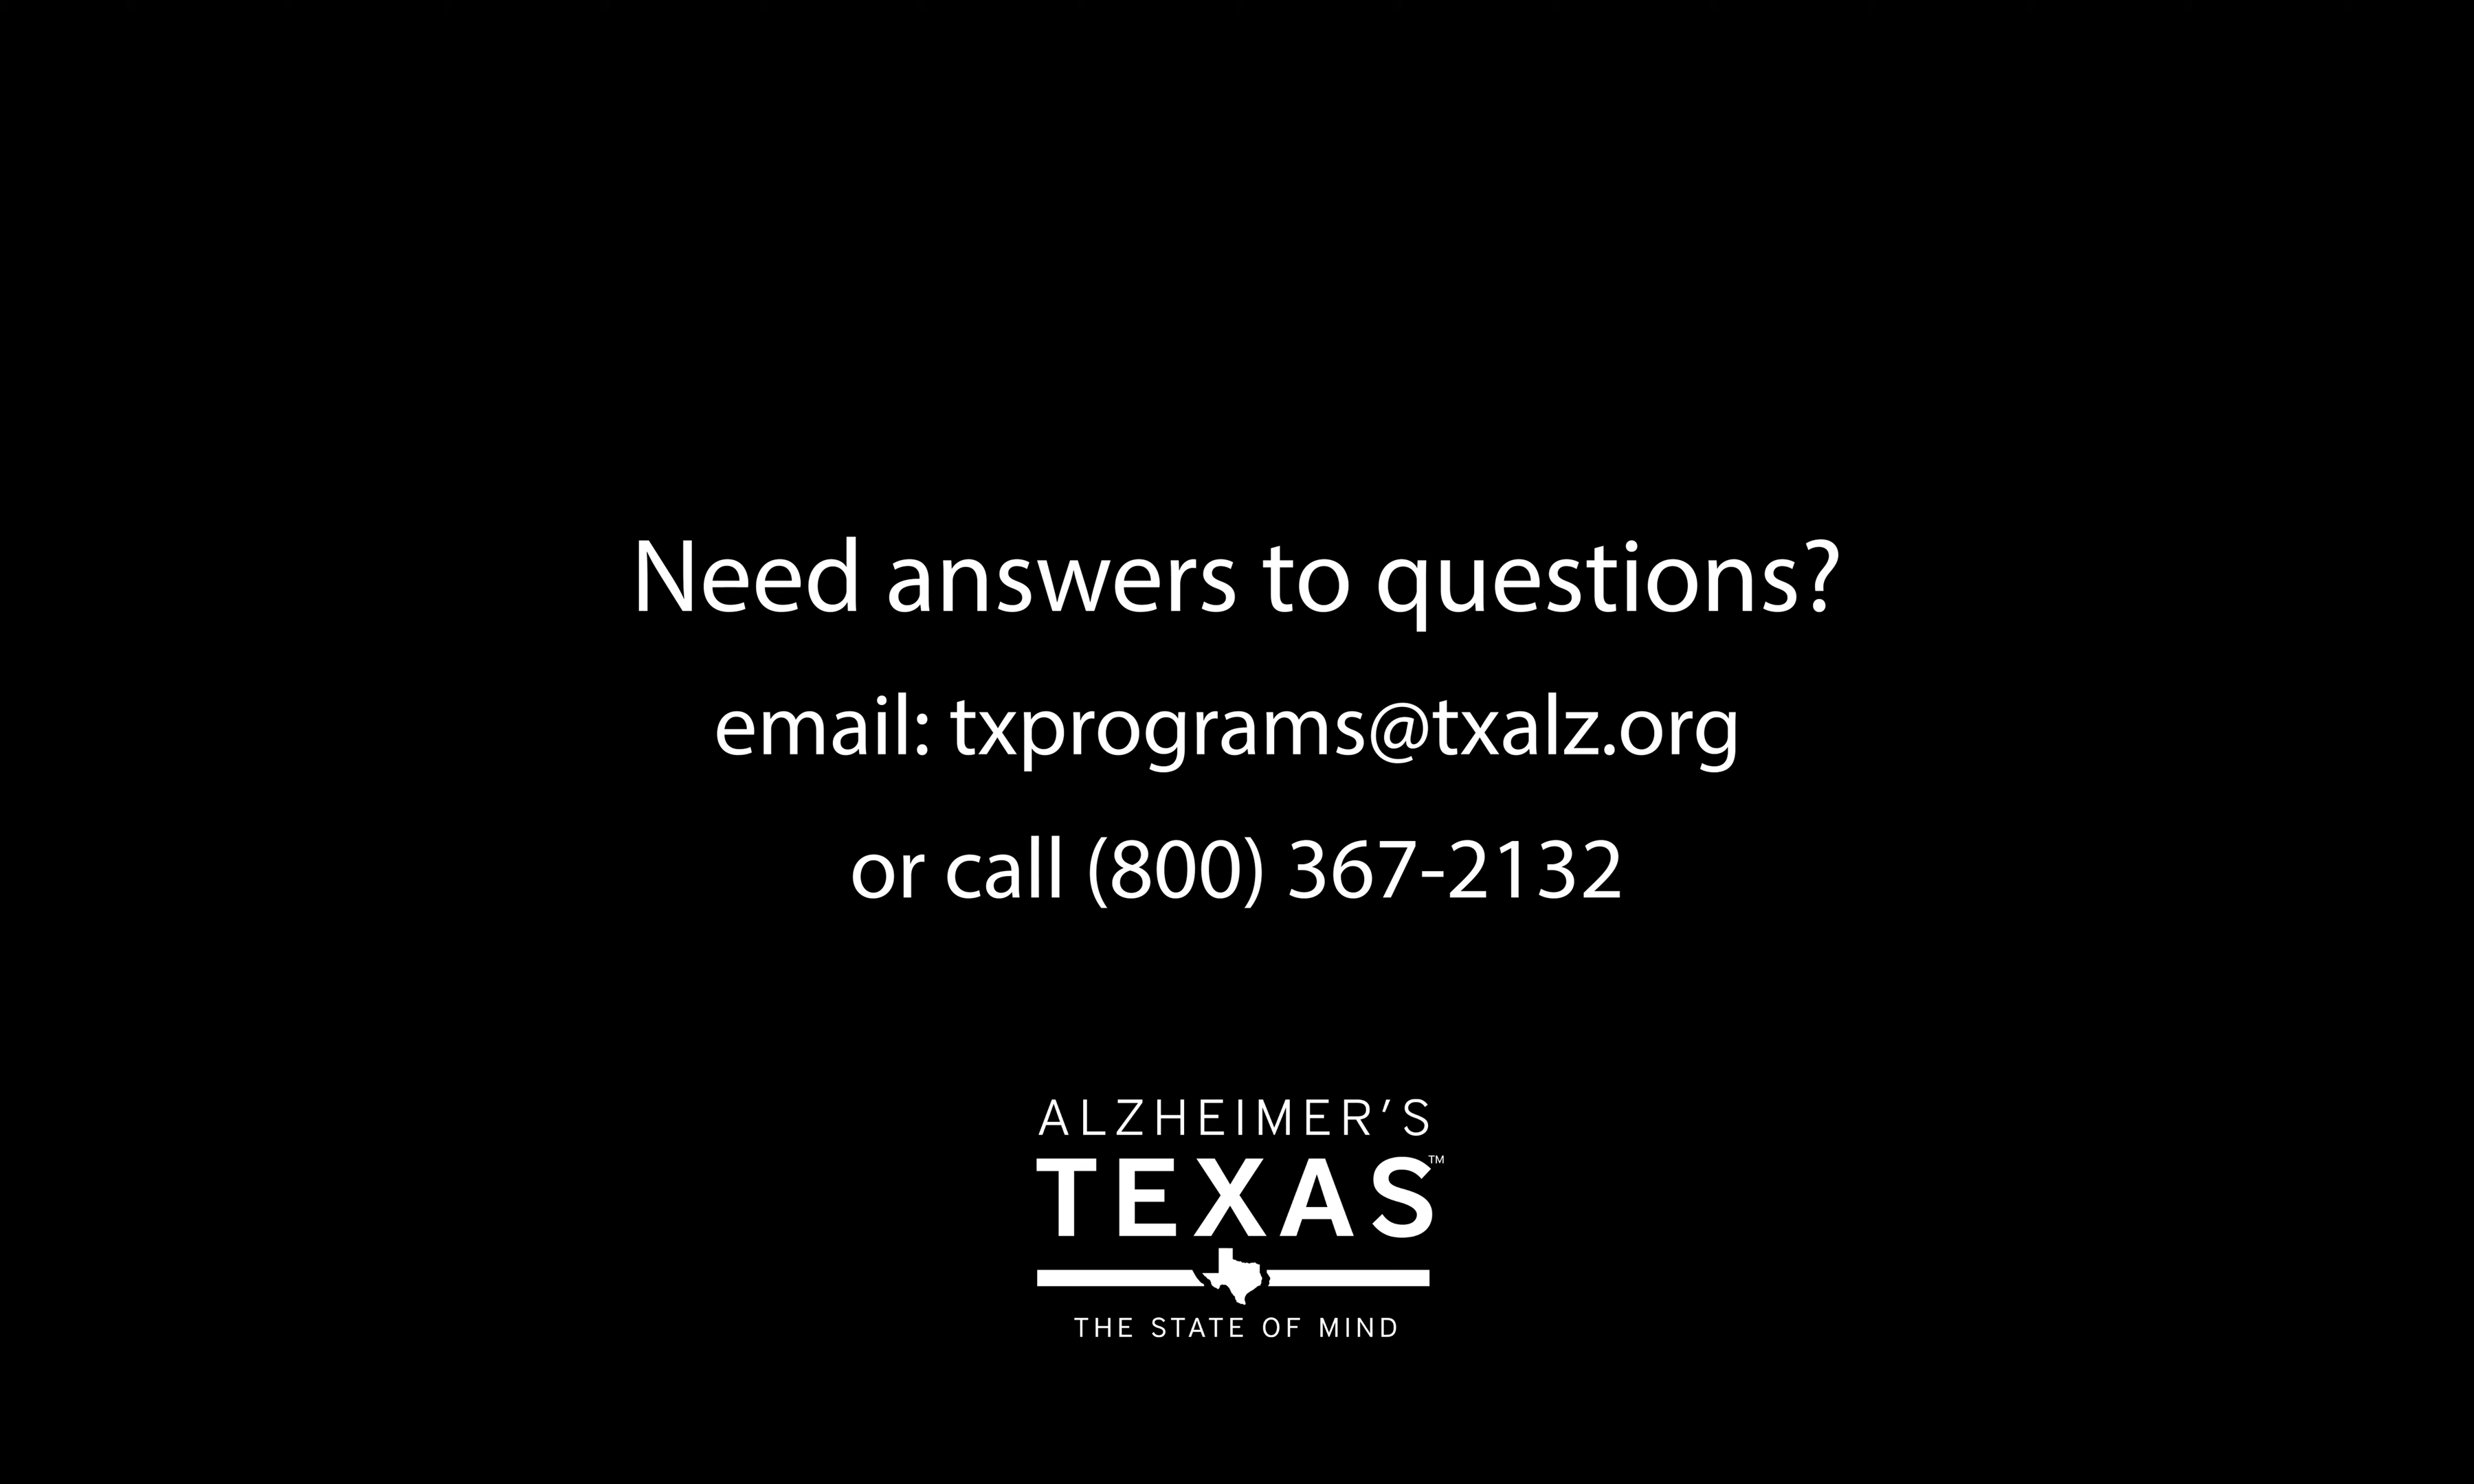 Need answers to questions?
email: txprograms@txalz.org
or call (800) 367-2132
ALZHEIMER’S
TEXAS™
THE STATE OF MIND